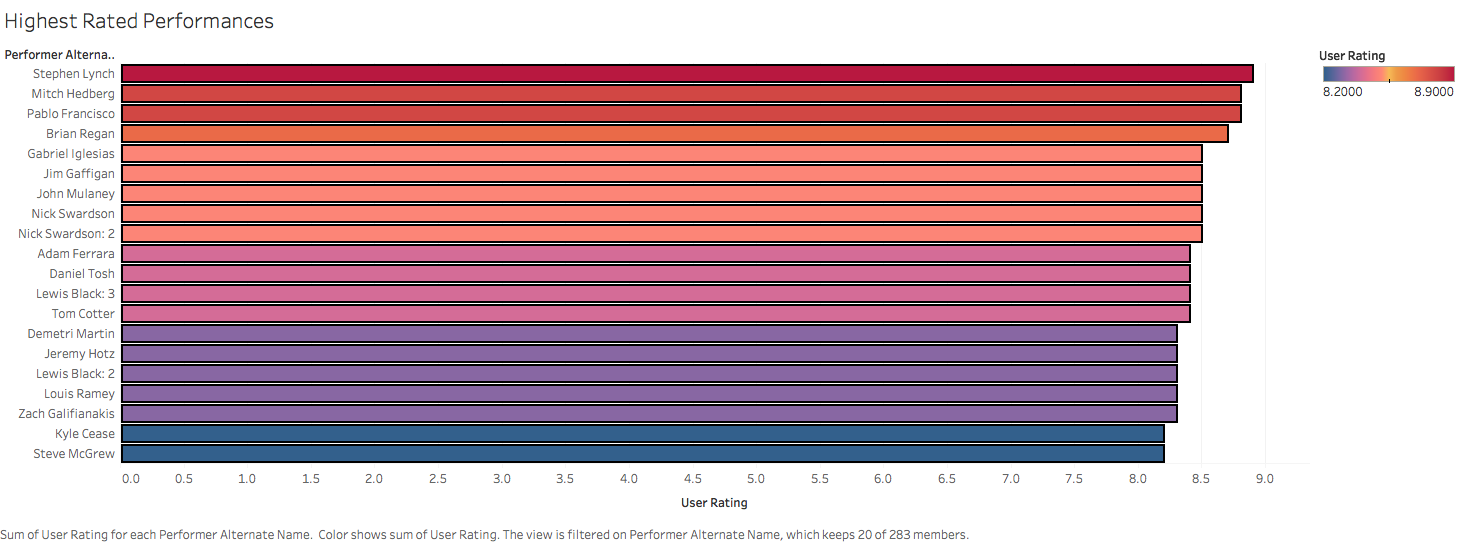 Highest Rated Performances
Performer Alterna..
User Rating
Stephen Lynch
8.2000 8.9000
Mitch Hedberg
Pablo Francisco
Brian Regan
Gabriel Iglesias
Jim Gaffigan
John Mulaney
Nick Swardson
Nick Swardson: 2
Adam Ferrara
Daniel Tosh
Lewis Black: 3
Tom Cotter
Demetri Martin
Jeremy Hotz
Lewis Black: 2
Louis Ramey
Zach Galifianakis
Kyle Cease
Steve McGrew
0.0 0.5 1.0 1.5 2.0 2.5 3.0 3.5 4.0 4.5 5.0 5.5 6.0 6.5 7.0 7.5 8.0 8.5 9.0
User Rating
Sum of User Rating for each Performer Alternate Name.  Color shows sum of User Rating. The view is filtered on Performer Alternate Name, which keeps 20 of 283 members.